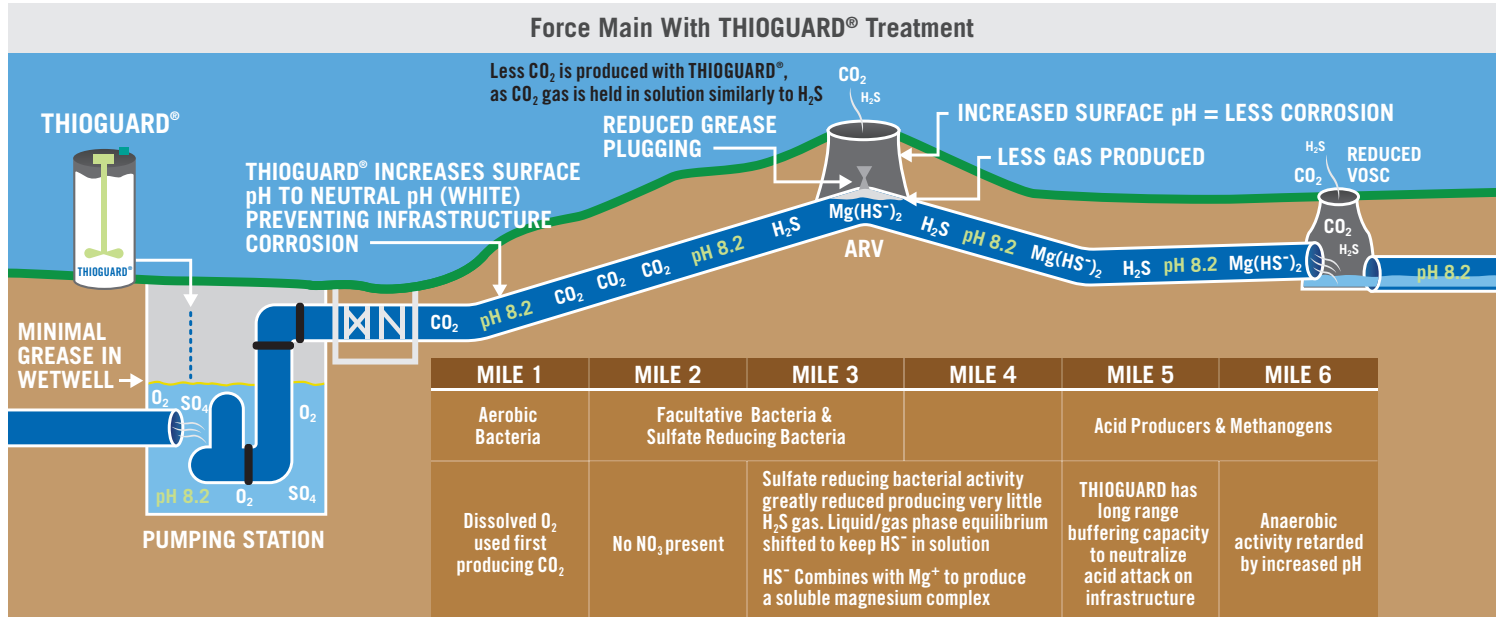 Force Main With THIOGUARD® Treatment
Less CO₂ is produced with THIOGUARD®,
as CO₂ gas is held in solution similarly to H₂S
CO₂
H₂S
THIOGUARD®
THIOGUARD®
REDUCED GREASE
PLUGGING
INCREASED SURFACE pH = LESS CORROSION
LESS GAS PRODUCED
H₂S
CO₂
REDUCED
VOSC
THIOGUARD® INCREASES SURFACE
pH TO NEUTRAL pH (WHITE)
PREVENTING INFRASTRUCTURE
CORROSION
CO₂
pH 8.2
CO₂
CO₂
CO₂
pH 8.2
H₂S
Mg(HS⁻)₂
ARV
H₂S
pH 8.2
Mg(HS⁻)₂
H₂S
pH 8.2
Mg(HS⁻)₂
CO₂
H₂S
pH 8.2
MINIMAL
GREASE IN
WETWELL
O₂
SO₄
O₂
pH 8.2
O₂
SO₄
PUMPING STATION
MILE 1 MILE 2 MILE 3 MILE 4 MILE 5 MILE 6
Aerobic
Bacteria
Facultative Bacteria &
Sulfate Reducing Bacteria
Acid Producers & Methanogens
Dissolved O₂
used first
producing CO₂
No NO₃ present
Sulfate reducing bacterial activity
greatly reduced producing very little
H₂S gas. Liquid/gas phase equilibrium
shifted to keep HS⁻ in solution
HS⁻ Combines with Mg⁺ to produce
a soluble magnesium complex
THIOGUARD has
long range
buffering capacity
to neutralize
acid attack on
infrastructure
Anaerobic
activity retarded
by increased pH